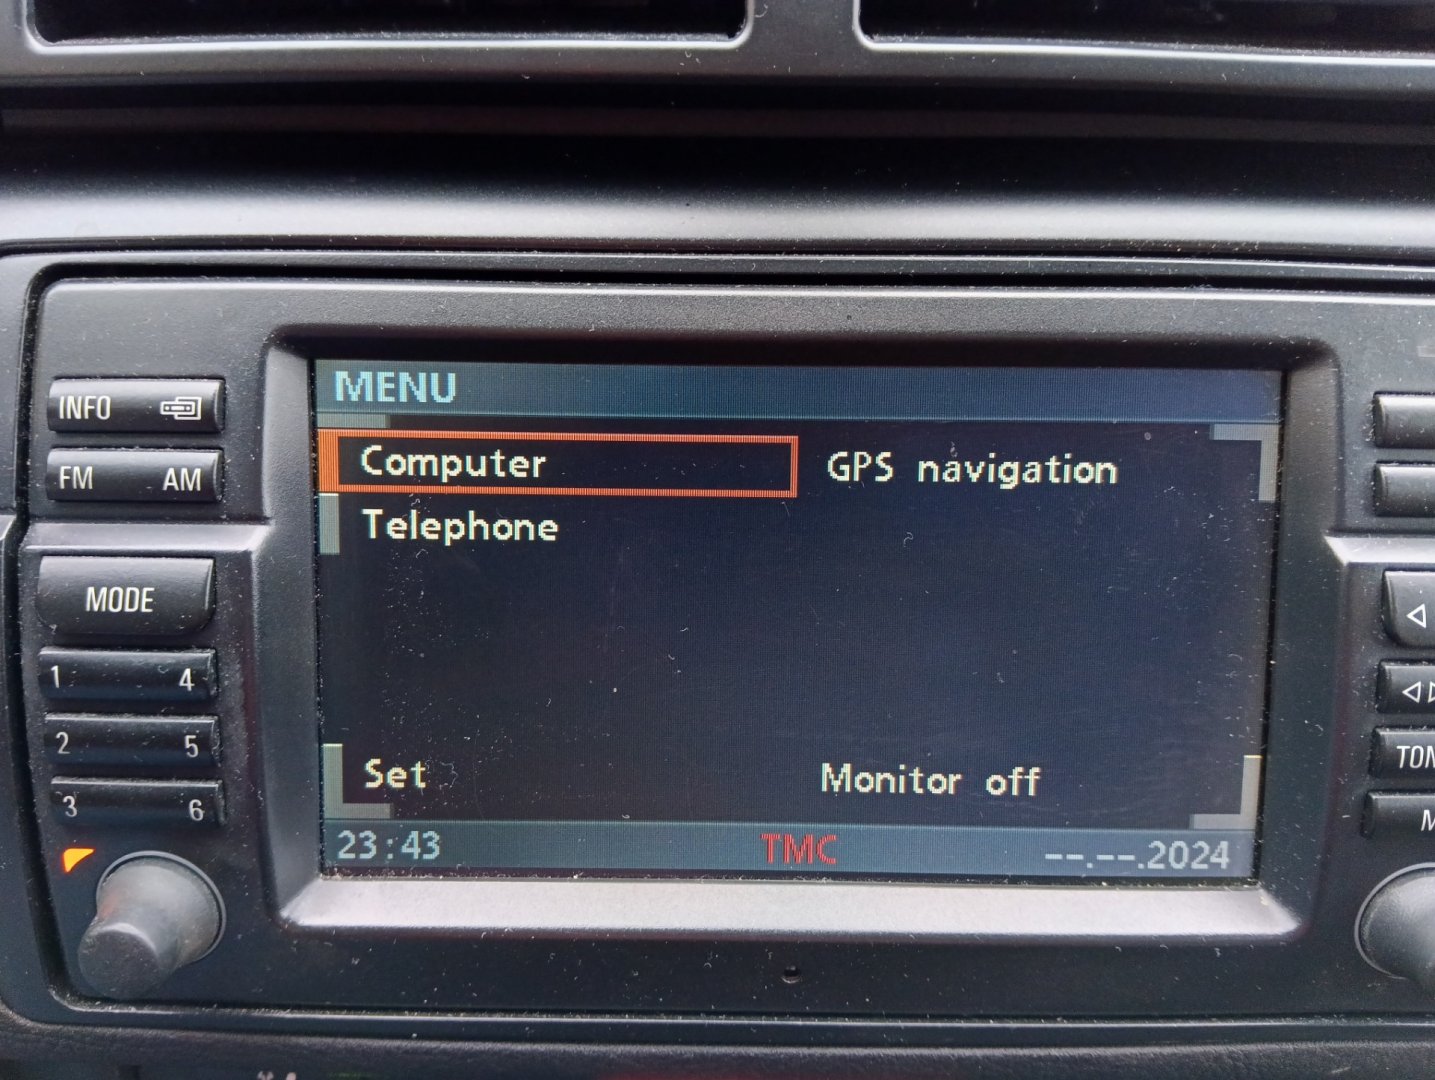 MENU
INFO
Computer
GPS navigation
FM AM
Telephone
MODE
1 4
2 5
3 6
Set
Monitor off
23:43
TMC
--.--.2024